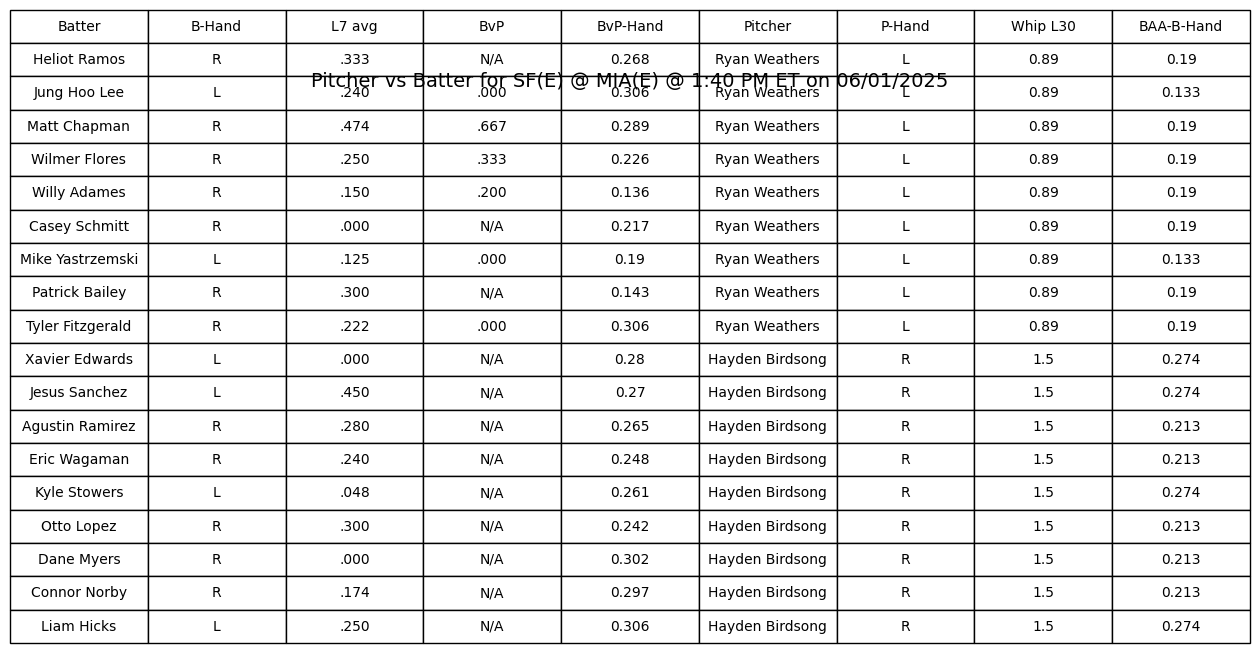 Batter B-Hand L7 avg BvP BvP-Hand Pitcher P-Hand Whip L30 BAA-B-Hand
Heliot Ramos R .333 N/A 0.268 Ryan Weathers L 0.89 0.19
Pitcher vs Batter for SF(E) @ MIA(E) @ 1:40 PM ET on 06/01/2025
Jung Hoo Lee L .240 .000 0.306 Ryan Weathers L 0.89 0.133
Matt Chapman R .474 .667 0.289 Ryan Weathers L 0.89 0.19
Wilmer Flores R .250 .333 0.226 Ryan Weathers L 0.89 0.19
Willy Adames R .150 .200 0.136 Ryan Weathers L 0.89 0.19
Casey Schmitt R .000 N/A 0.217 Ryan Weathers L 0.89 0.19
Mike Yastrzemski L .125 .000 0.19 Ryan Weathers L 0.89 0.133
Patrick Bailey R .300 N/A 0.143 Ryan Weathers L 0.89 0.19
Tyler Fitzgerald R .222 .000 0.306 Ryan Weathers L 0.89 0.19
Xavier Edwards L .000 N/A 0.28 Hayden Birdsong R 1.5 0.274
Jesus Sanchez L .450 N/A 0.27 Hayden Birdsong R 1.5 0.274
Agustin Ramirez R .280 N/A 0.265 Hayden Birdsong R 1.5 0.213
Eric Wagaman R .240 N/A 0.248 Hayden Birdsong R 1.5 0.213
Kyle Stowers L .048 N/A 0.261 Hayden Birdsong R 1.5 0.274
Otto Lopez R .300 N/A 0.242 Hayden Birdsong R 1.5 0.213
Dane Myers R .000 N/A 0.302 Hayden Birdsong R 1.5 0.213
Connor Norby R .174 N/A 0.297 Hayden Birdsong R 1.5 0.213
Liam Hicks L .250 N/A 0.306 Hayden Birdsong R 1.5 0.274